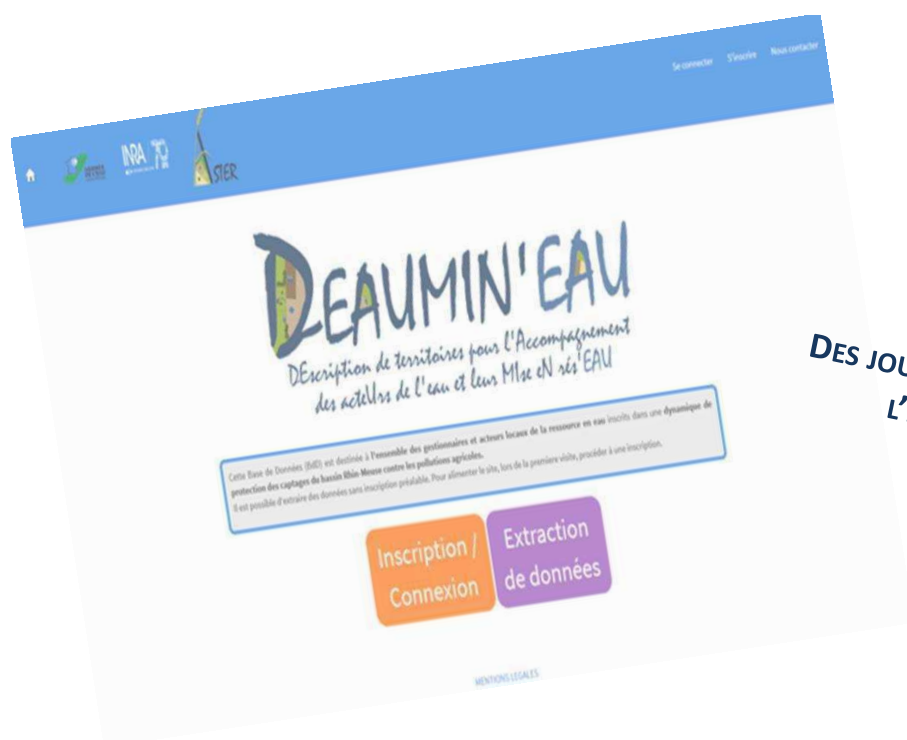 Se connecter S'inscrire Nous contacter
INRA
ASTER
DEAUMIN'EAU
DEscription de territoires pour l'Accompagnement
des acteUrs de l'eau et leur MIse eN rés'EAU
Cette Base de Données (BdD) est destinée à l'ensemble des gestionnaires et acteurs locaux de la ressource en eau inscrits dans une dynamique de
protection des captages du bassin Rhin-Meuse contre les pollutions agricoles.
Il est possible d'extraire des données sans inscription préalable. Pour alimenter le site, lors de la premiere visite, procéder à une inscription.
Inscription /
Connexion
Extraction
de données
MENTIONS LEGALES
DES JOU
L'